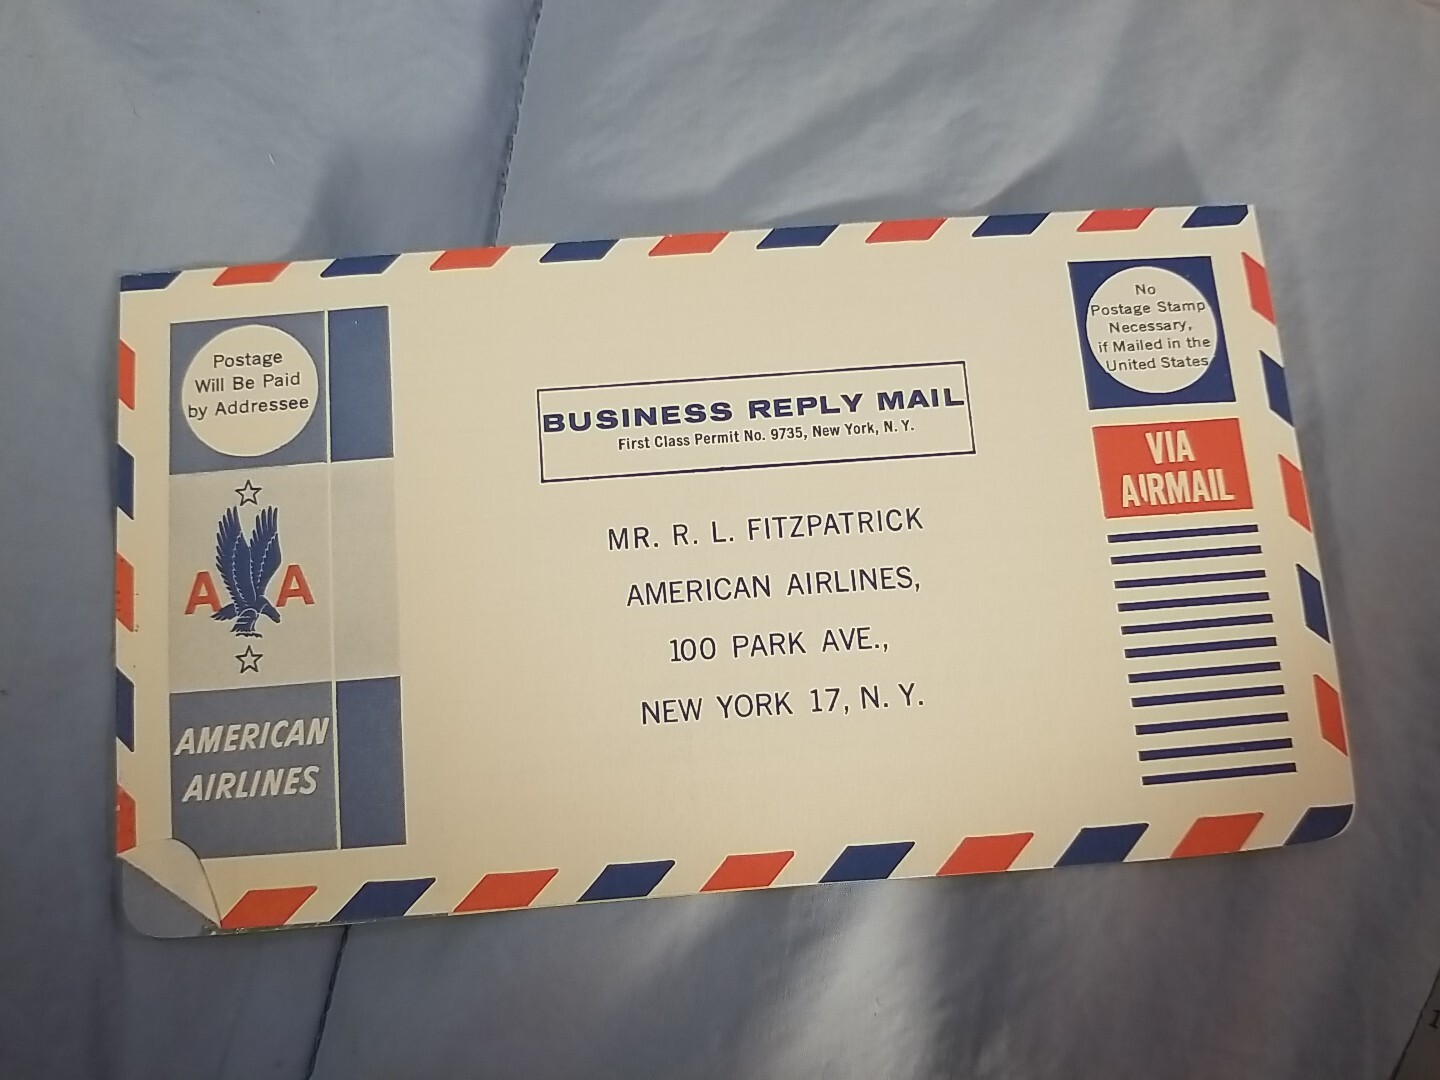 Postage
Will Be Paid
by Addressee
A A
AMERICAN
AIRLINES
BUSINESS REPLY MAIL
First Class Permit No. 9735, New York, N. Y.
MR. R. L. FITZPATRICK
AMERICAN AIRLINES,
100 PARK AVE.,
NEW YORK 17, N. Y.
No
Postage Stamp
Necessary,
if Mailed in the
United States
VIA
AIRMAIL
1